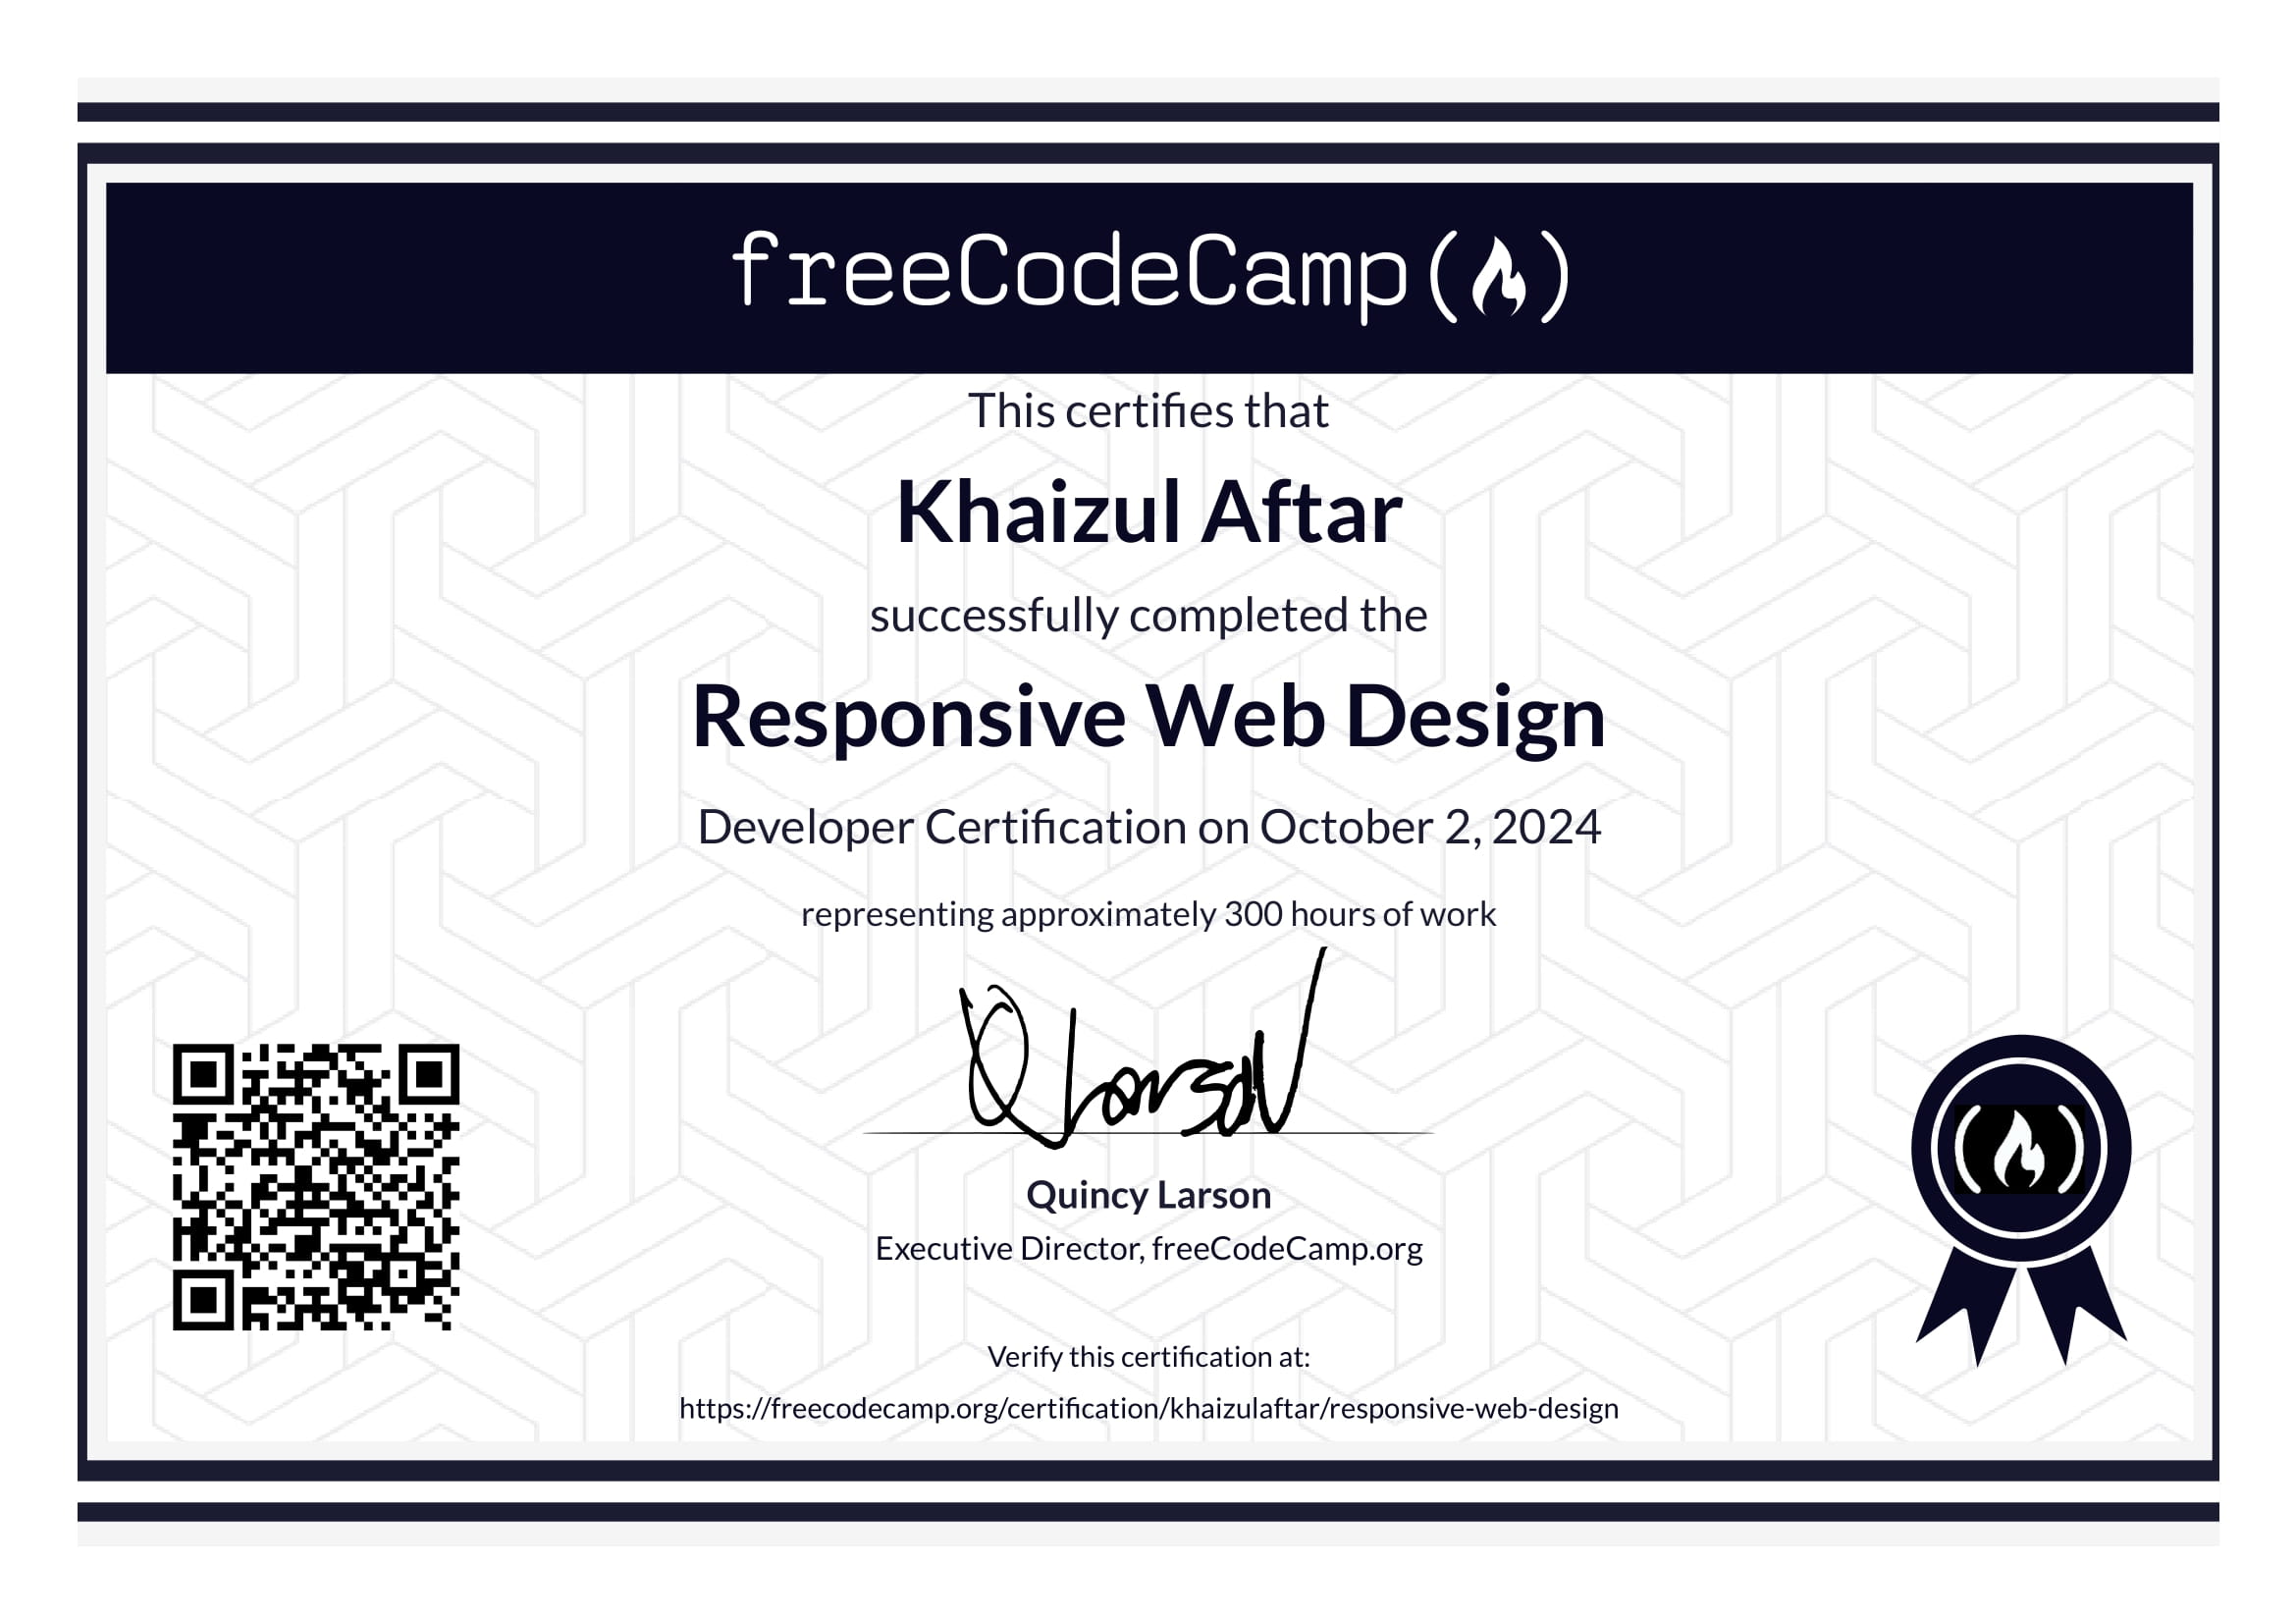 freeCodeCamp
This certifies that
Khaizul Aftar
successfully completed the
Responsive Web Design
Developer Certification on October 2, 2024
representing approximately 300 hours of work
Quincy Larson
Executive Director, freeCodeCamp.org
Verify this certification at:
https://freecodecamp.org/certification/khaizulaftar/responsive-web-design